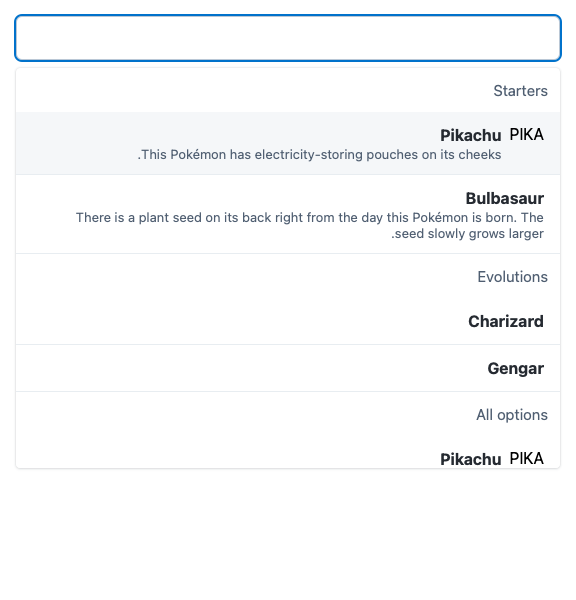 Starters
Pikachu PIKA
.This Pokémon has electricity-storing pouches on its cheeks
Bulbasaur
There is a plant seed on its back right from the day this Pokémon is born. The
.seed slowly grows larger
Evolutions
Charizard
Gengar
All options
Pikachu PIKA